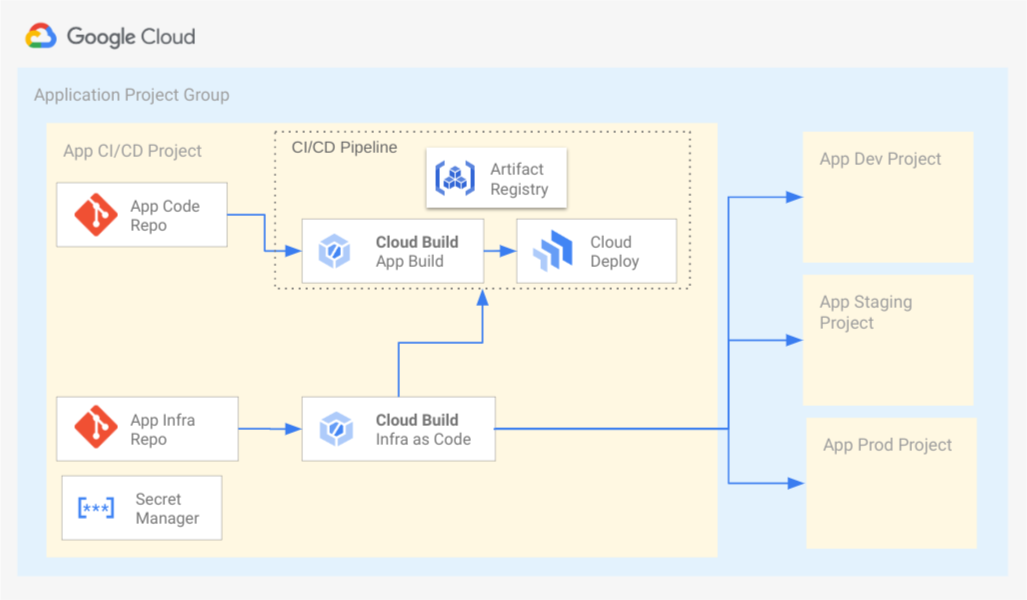 Google Cloud
Application Project Group
App CI/CD Project
CI/CD Pipeline
Artifact
Registry
App Code
Repo
Cloud Build
App Build
Cloud
Deploy
App Infra
Repo
Cloud Build
Infra as Code
[***]
Secret
Manager
App Dev Project
App Staging
Project
App Prod Project